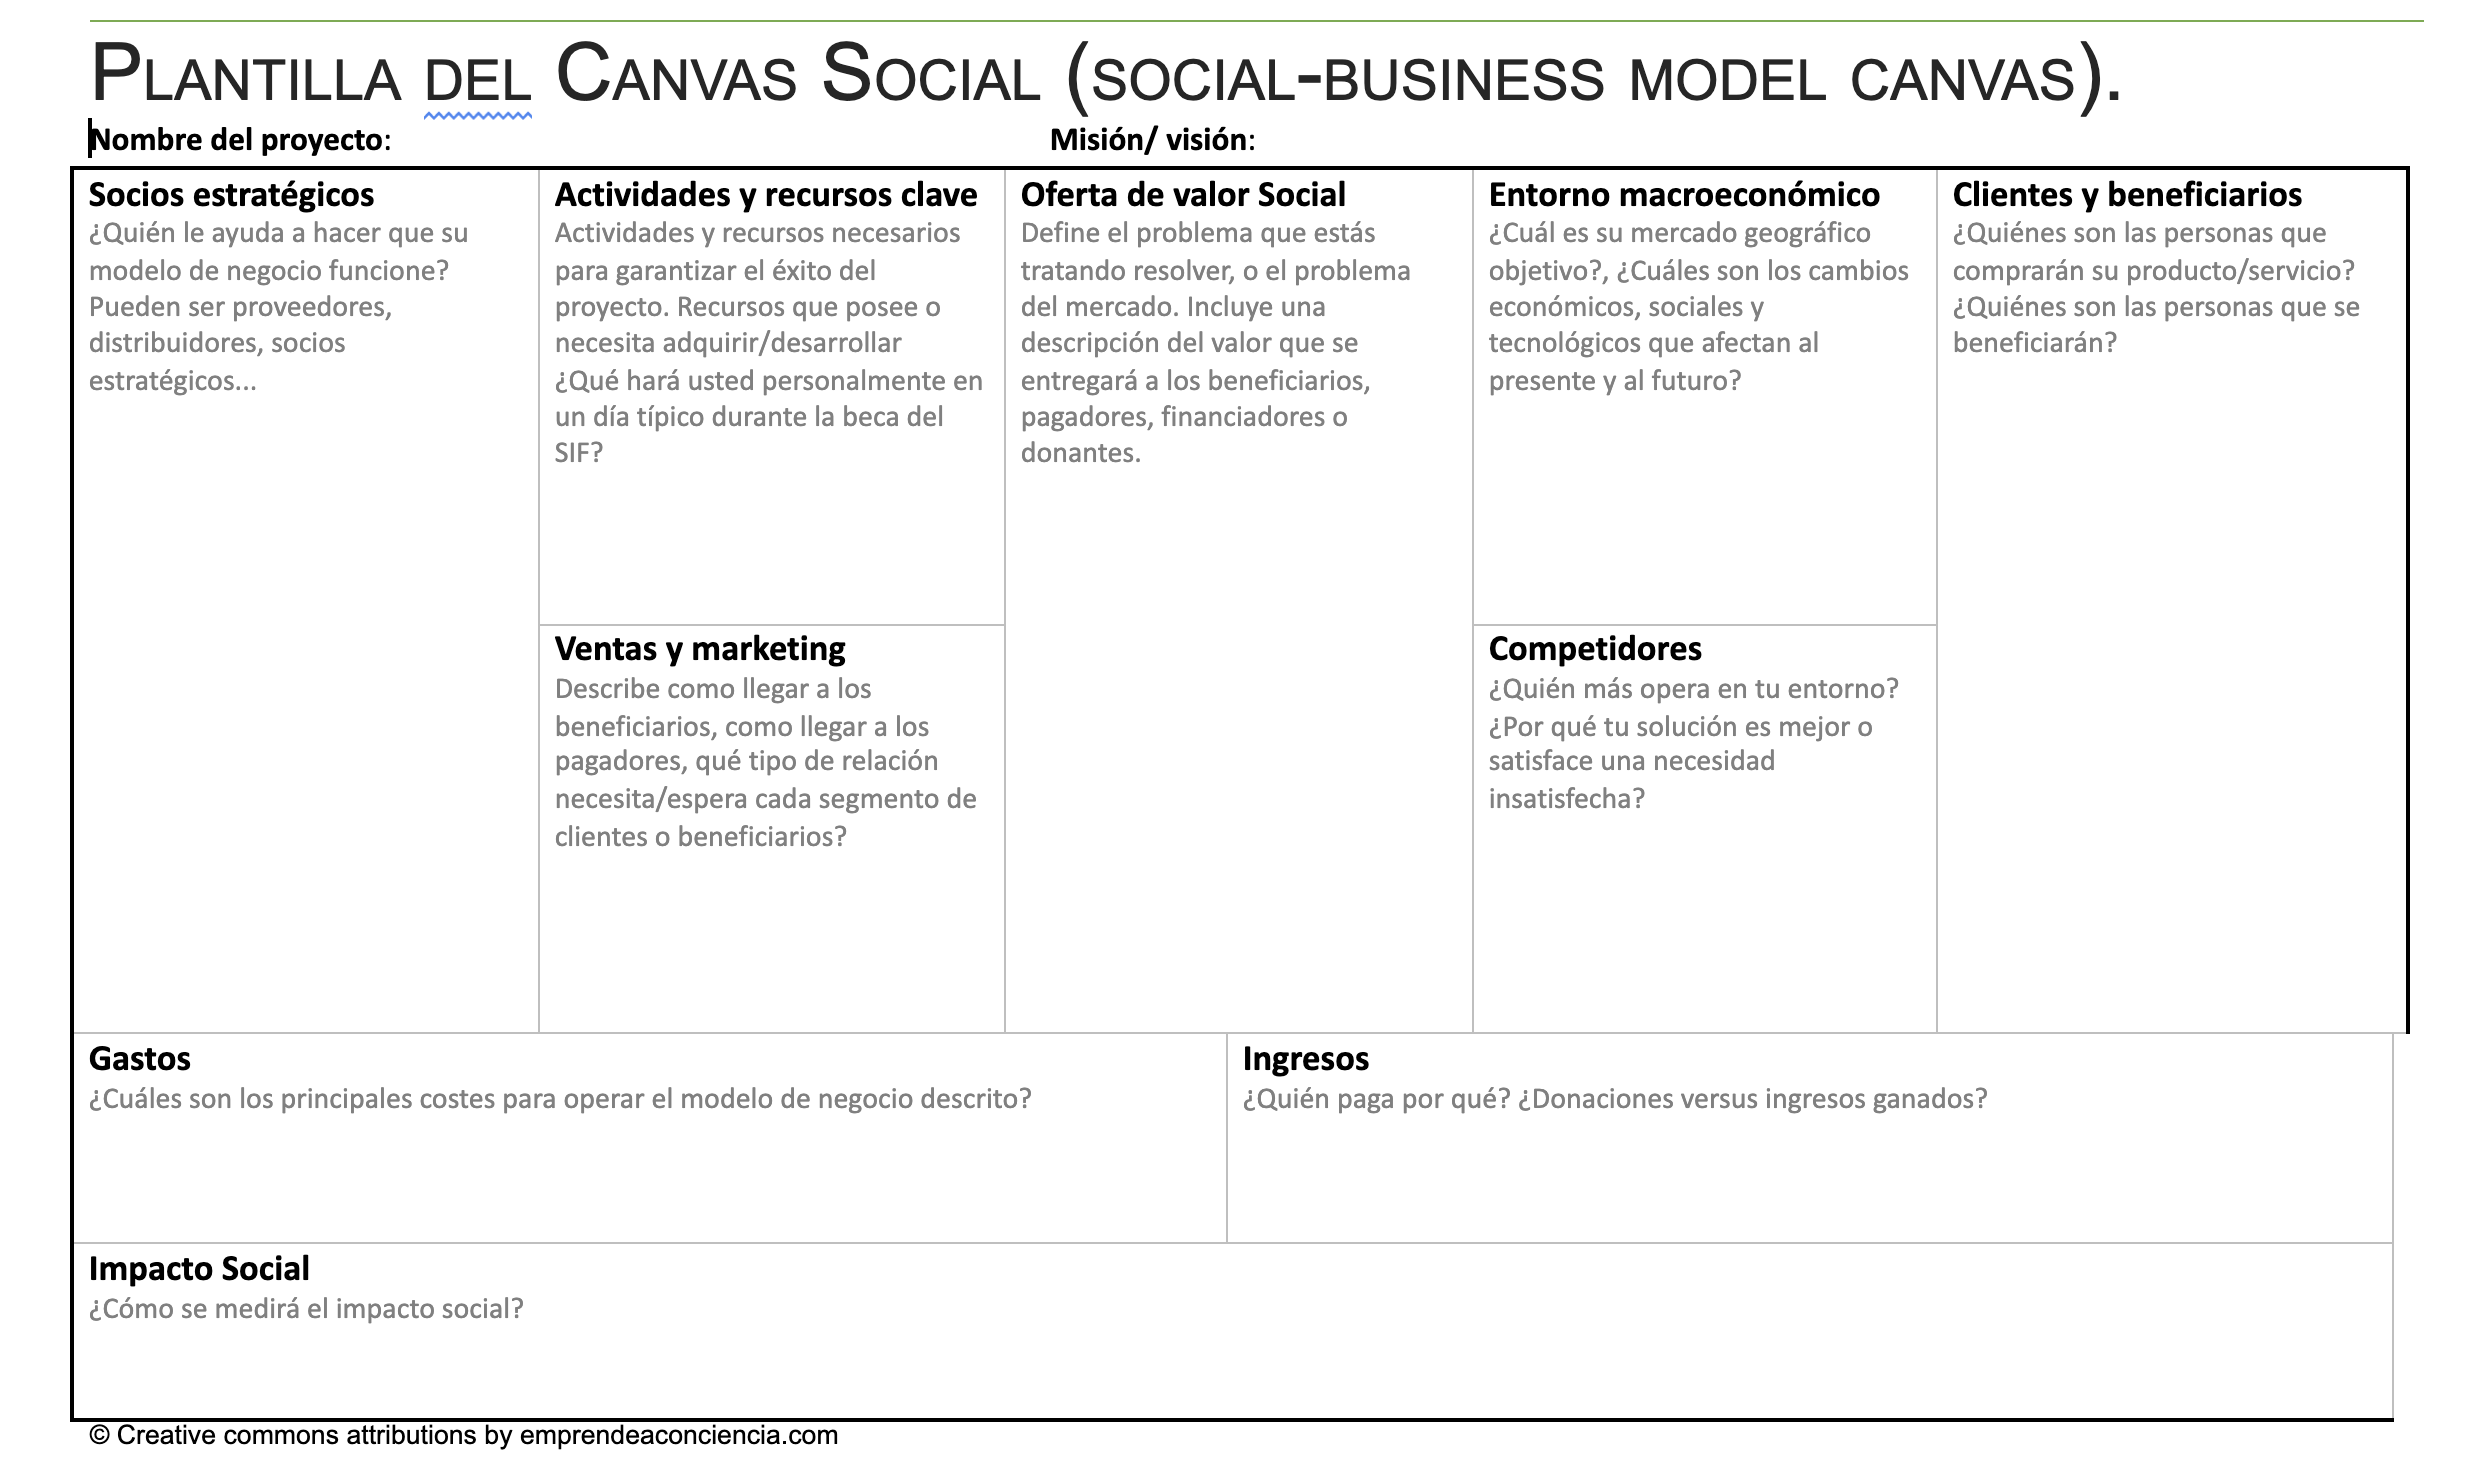 PLANTILLA DEL CANVAS SOCIAL (SOCIAL-BUSINESS MODEL CANVAS).
Nombre del proyecto:
Misión/ visión:
Socios estratégicos
¿Quién le ayuda a hacer que su
modelo de negocio funcione?
Pueden ser proveedores,
distribuidores, socios
estratégicos...
Actividades y recursos clave
Actividades y recursos necesarios
para garantizar el éxito del
proyecto. Recursos que posee o
necesita adquirir/desarrollar
¿Qué hará usted personalmente en
un día típico durante la beca del
SIF?
Ventas y marketing
Describe como llegar a los
beneficiarios, como llegar a los
pagadores, qué tipo de relación
necesita/espera cada segmento de
clientes o beneficiarios?
Oferta de valor Social
Define el problema que estás
tratando resolver, o el problema
del mercado. Incluye una
descripción del valor que se
entregará a los beneficiarios,
pagadores, financiadores o
donantes.
Entorno macroeconómico
¿Cuál es su mercado geográfico
objetivo?, ¿Cuáles son los cambios
económicos, sociales y
tecnológicos que afectan al
presente y al futuro?
Competidores
¿Quién más opera en tu entorno?
¿Por qué tu solución es mejor o
satisface una necesidad
insatisfecha?
Clientes y beneficiarios
¿Quiénes son las personas que
comprarán su producto/servicio?
¿Quiénes son las personas que se
beneficiarán?
Gastos
¿Cuáles son los principales costes para operar el modelo de negocio descrito?
Ingresos
¿Quién paga por qué? ¿Donaciones versus ingresos ganados?
Impacto Social
¿Cómo se medirá el impacto social?
© Creative commons attributions by emprendeaconciencia.com